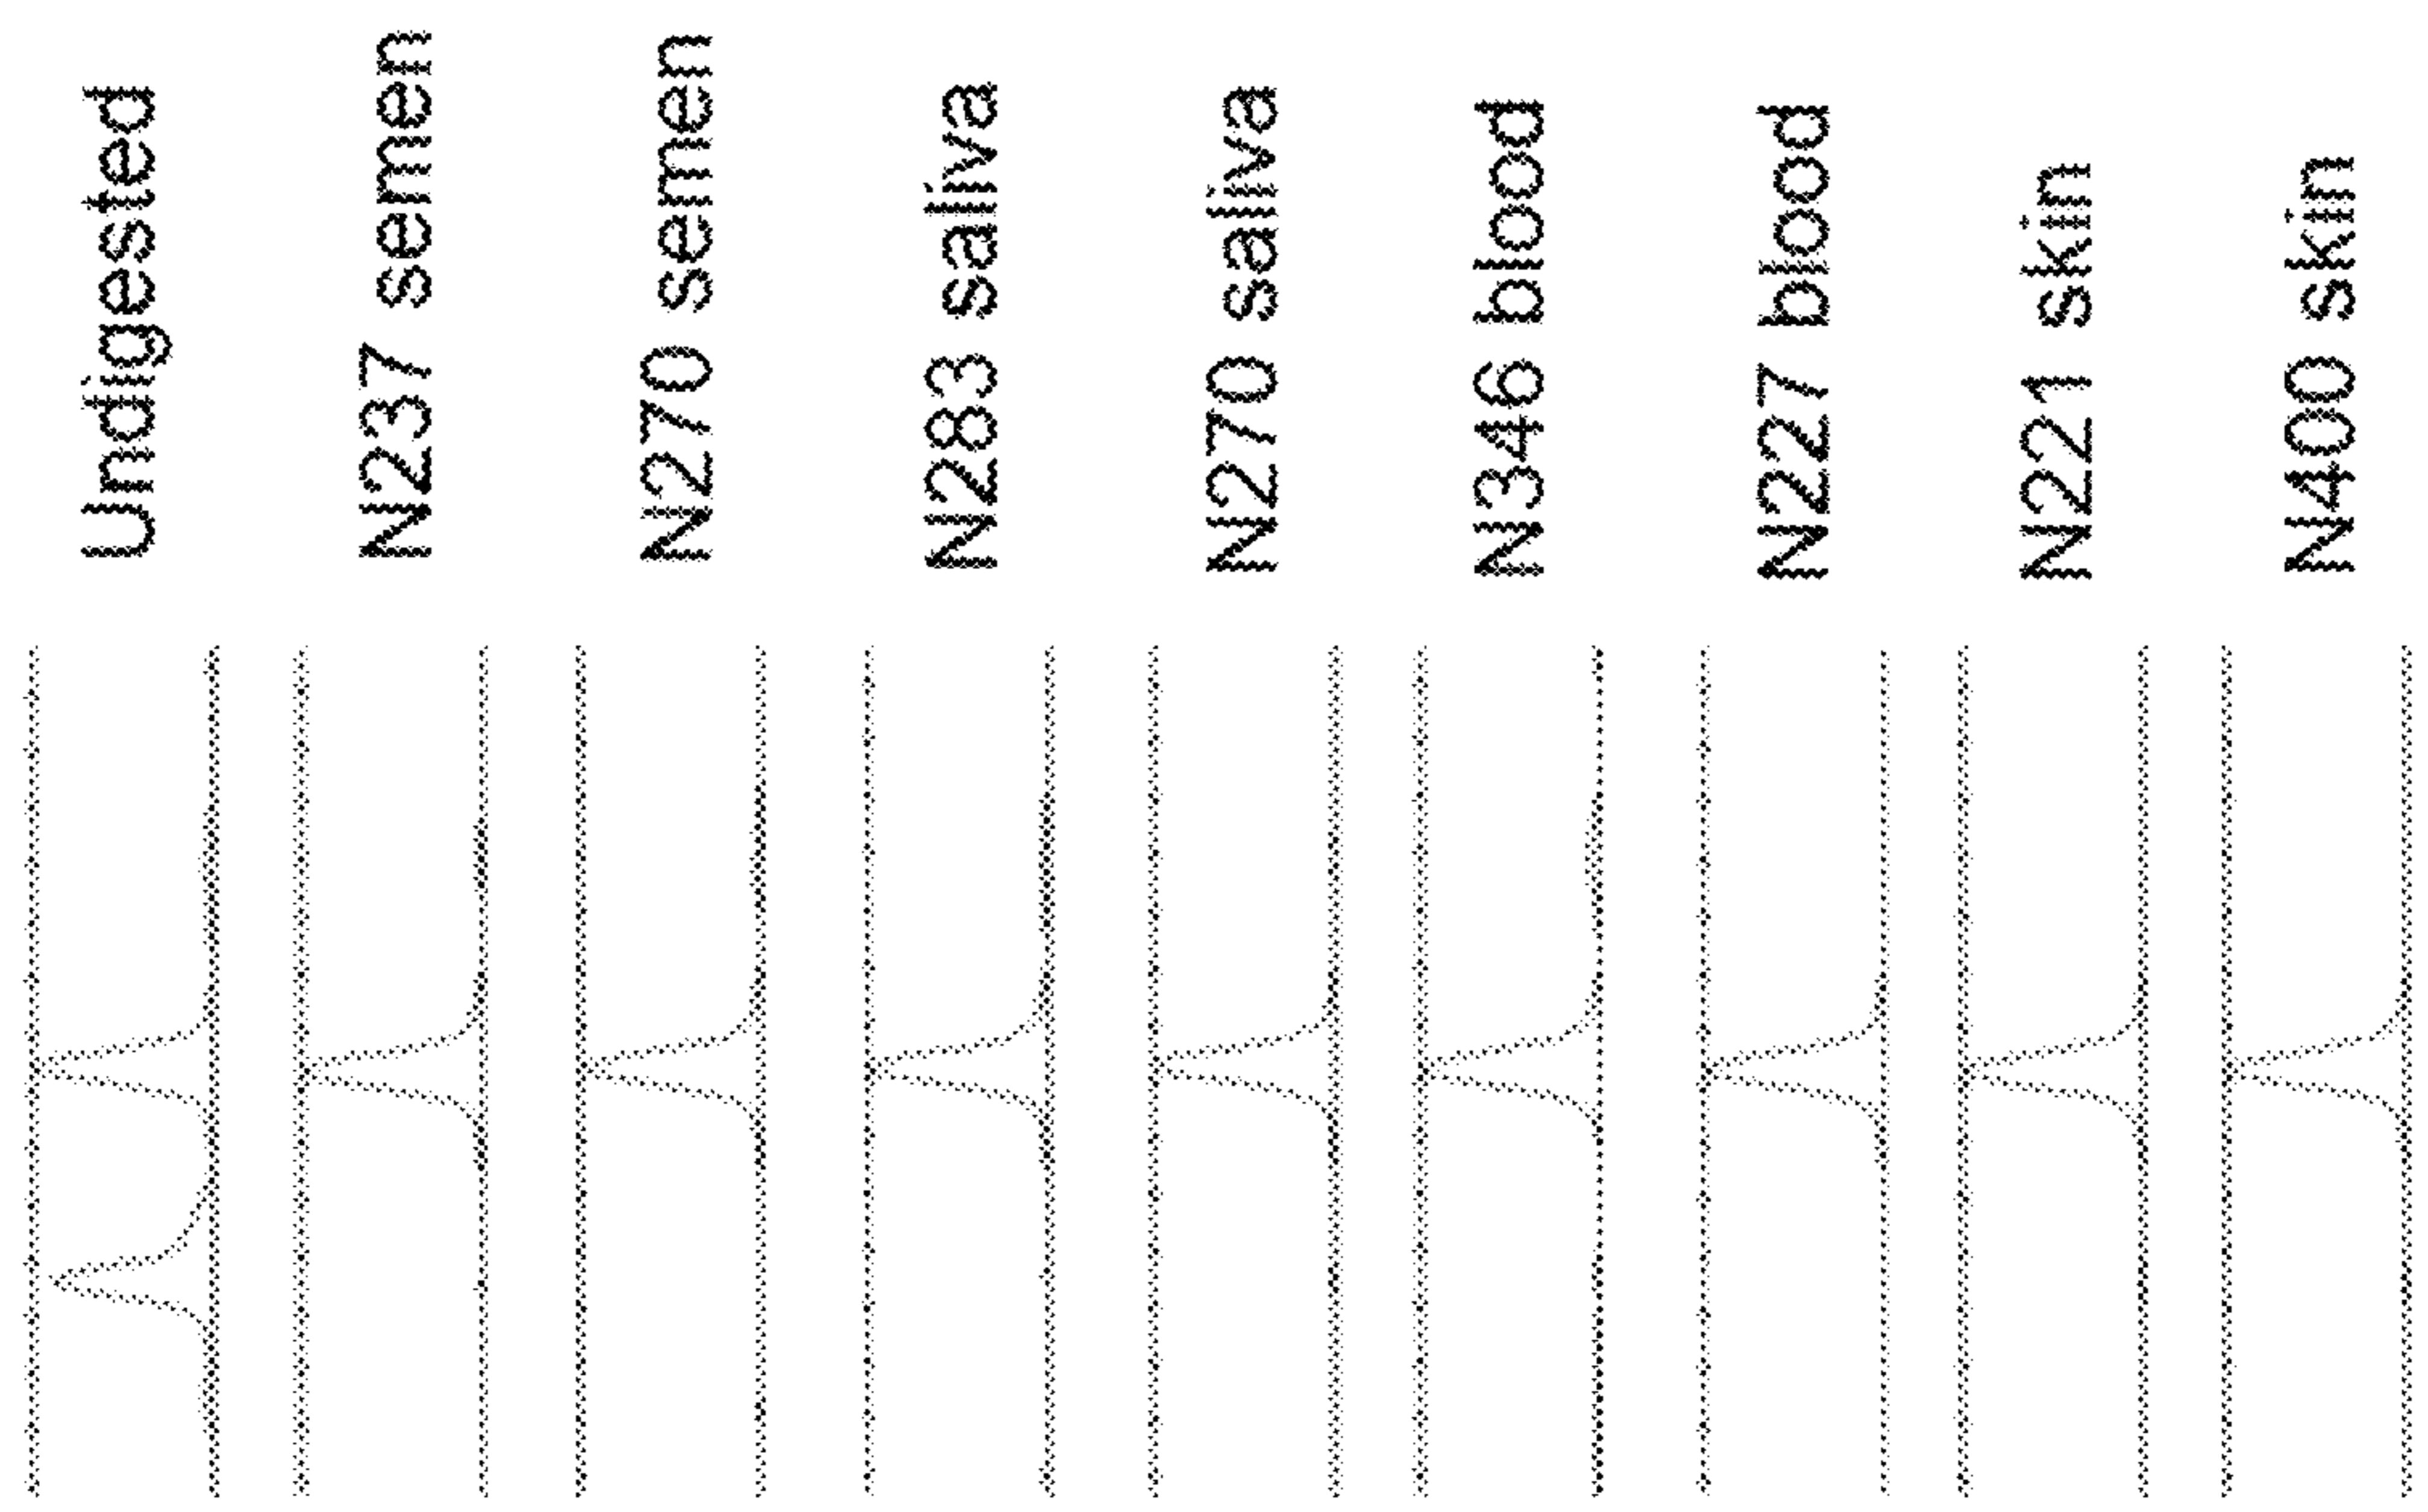 Undigested
N237 semen
N270 semen
N283 saliva
N270 saliva
N346 blood
N227 blood
N221 skin
N400 skin